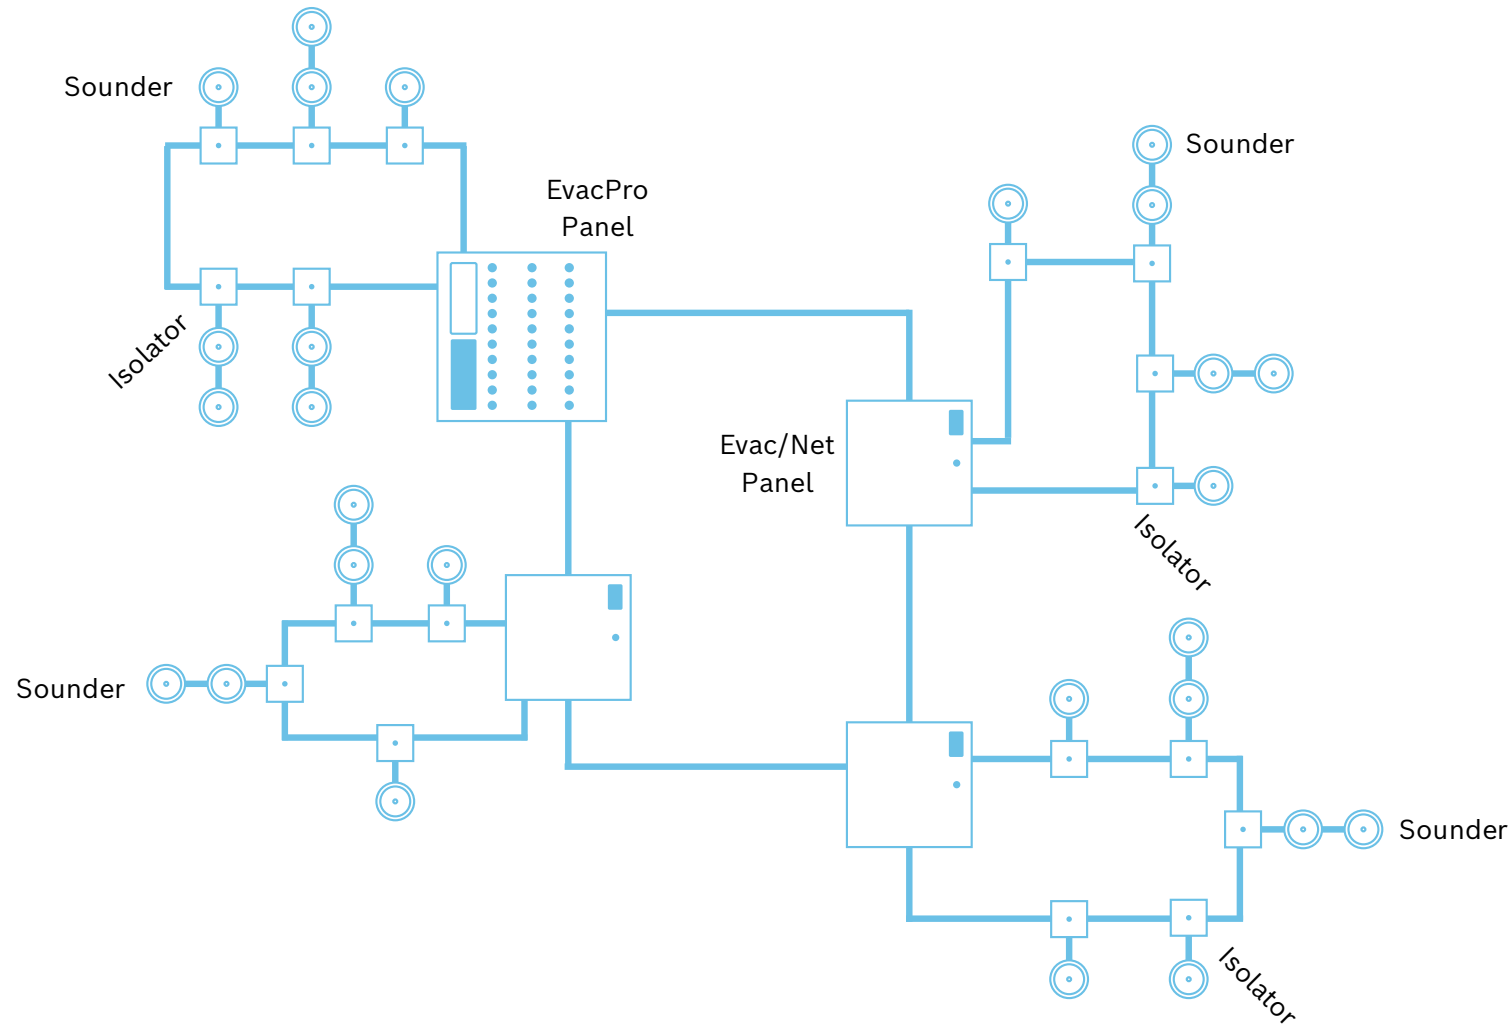 Sounder
Sounder
EvacPro
Panel
Isolator
Evac/Net
Panel
Isolator
Sounder
Sounder
Isolator